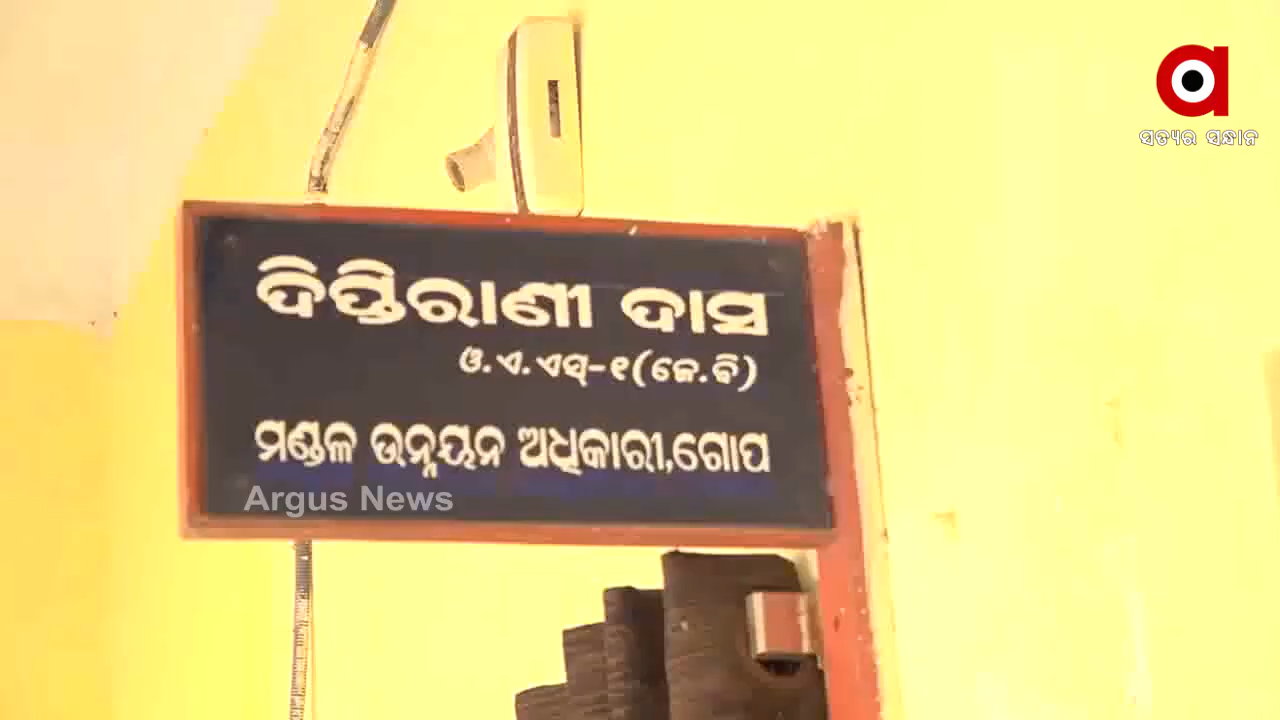 ସତ୍ୟର ସନ୍ଧାନ
ଦିପ୍ତିରାଣୀ ଦାସ
ଓ.ଏ.ଏସ୍-୧(ଜେ.ବି)
ମଣ୍ଡଳ ଉନ୍ନୟନ ଅଧିକାରୀ,ଗୋପ
Argus News